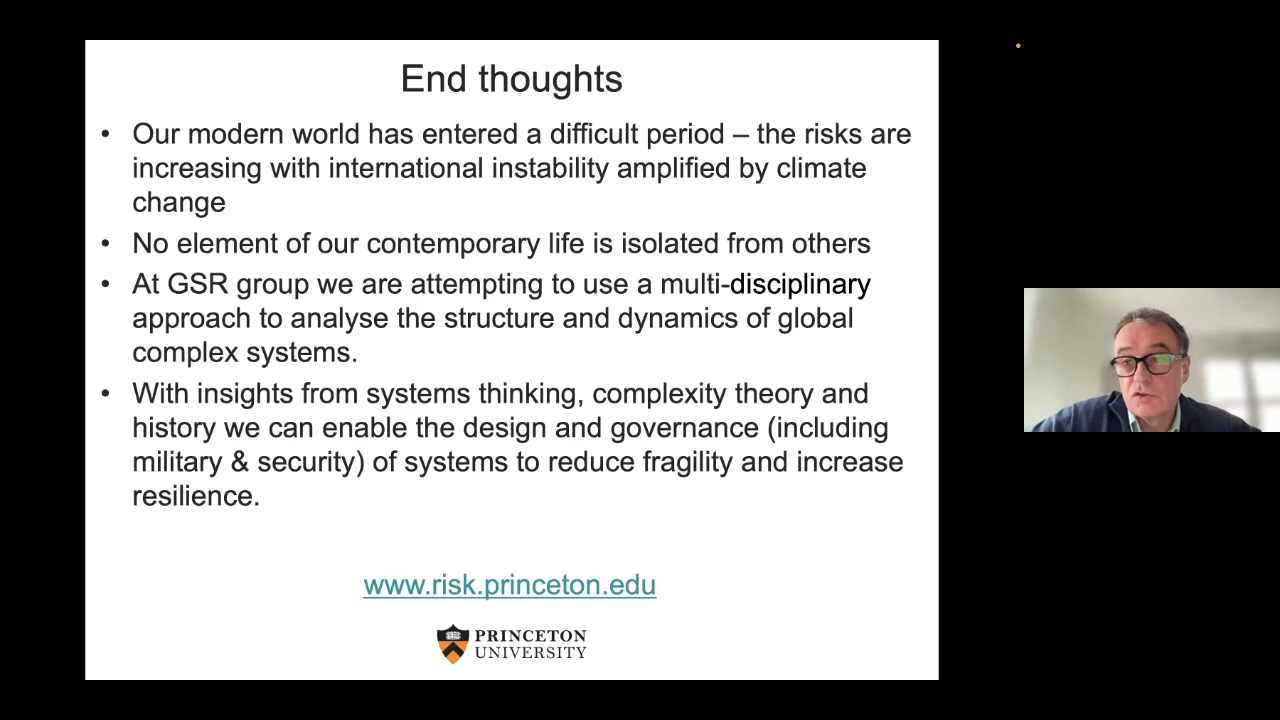 End thoughts
• Our modern world has entered a difficult period – the risks are
increasing with international instability amplified by climate
change
• No element of our contemporary life is isolated from others
• At GSR group we are attempting to use a multi-disciplinary
approach to analyse the structure and dynamics of global
complex systems.
• With insights from systems thinking, complexity theory and
history we can enable the design and governance (including
military & security) of systems to reduce fragility and increase
resilience.
www.risk.princeton.edu
PRINCETON
UNIVERSITY